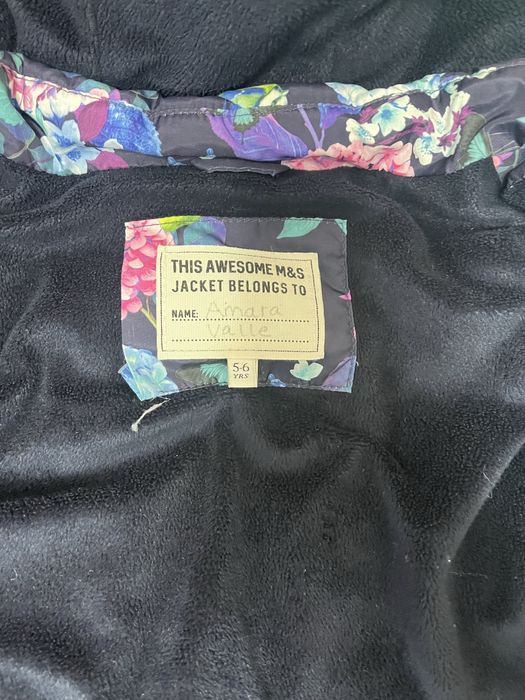 THIS AWESOME M&S
JACKET BELONGS TO
NAME: Amara
Valle
5-6
YRS